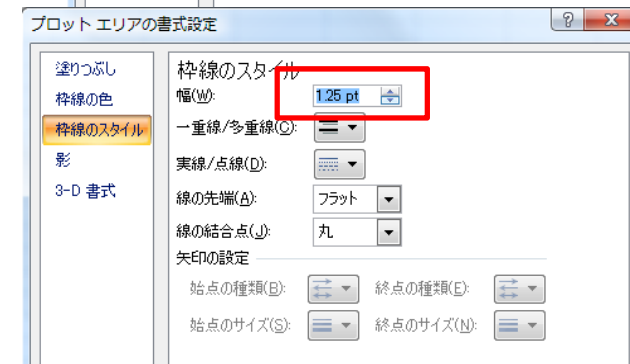 プロット エリアの書式設定
塗りつぶし
枠線の色
枠線のスタイル
影
3-D 書式
枠線のスタイル
幅(W): 1.25 pt
一重線/多重線(C):
実線/点線(D):
線の先端(A): フラット
線の結合点(J): 丸
矢印の設定
始点の種類(B): 終点の種類(E):
始点のサイズ(S): 終点のサイズ(N):